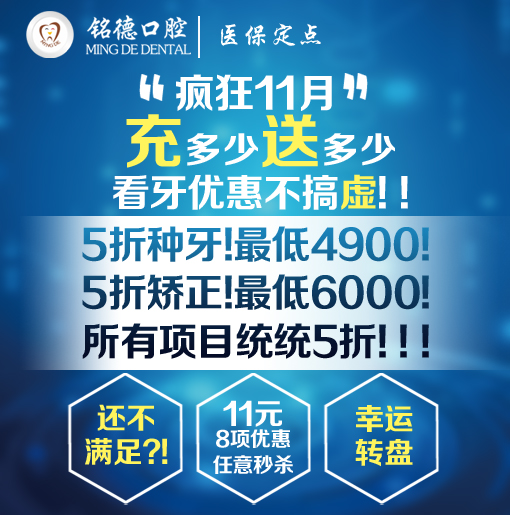 铭德口腔
MING DE DENTAL
医保定点
MING DE
“疯狂11月”
充多少送多少
看牙优惠不搞虚！！
5折种牙！最低4900！
5折矫正！最低6000！
所有项目统统5折！！！
还不
满足？！
11元
8项优惠
任意秒杀
幸运
转盘